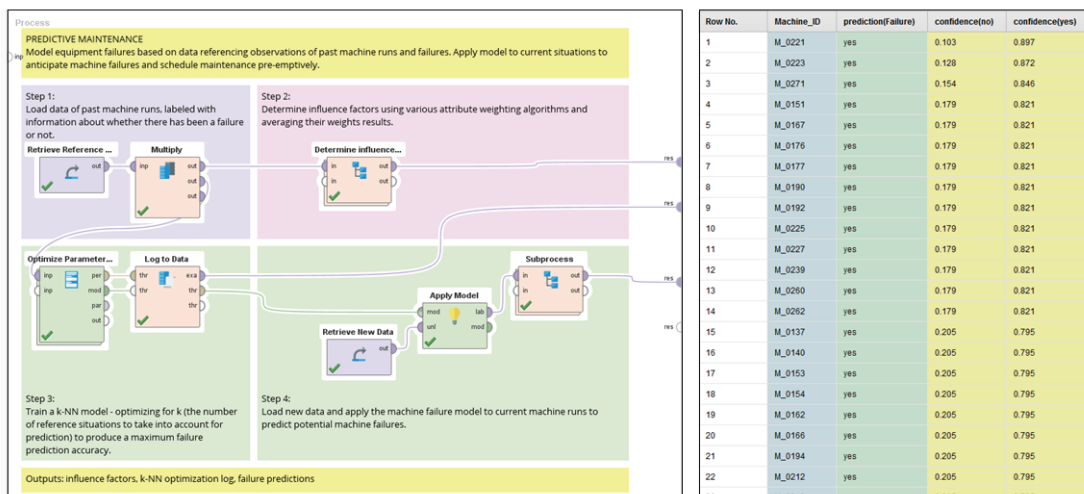 Process
PREDICTIVE MAINTENANCE
Model equipment failures based on data referencing observations of past machine runs and failures. Apply model to current situations to
anticipate machine failures and schedule maintenance pre-emptively.
inp
Step 1:
Load data of past machine runs, labeled with
information about whether there has been a failure
or not.
Step 2:
Determine influence factors using various attribute weighting algorithms and
averaging their weights results.
Retrieve Reference ...
out
Multiply
inp out
out
out
Determine influence...
in out
in out
res
res
Optimize Parameter...
inp per
inp mod
par
out
Log to Data
thr exa
thr thr
thr
Apply Model
mod lab
unl mod
Subprocess
in out
in out
res
Retrieve New Data
out
res
Step 3:
Train a k-NN model - optimizing for k (the number
of reference situations to take into account for
prediction) to produce a maximum failure
prediction accuracy.
Step 4:
Load new data and apply the machine failure model to current machine runs to
predict potential machine failures.
Outputs: influence factors, k-NN optimization log, failure predictions
Row No. Machine_ID prediction(Failure) confidence(no) confidence(yes)
1 M_0221 yes 0.103 0.897
2 M_0223 yes 0.128 0.872
3 M_0271 yes 0.154 0.846
4 M_0151 yes 0.179 0.821
5 M_0167 yes 0.179 0.821
6 M_0176 yes 0.179 0.821
7 M_0177 yes 0.179 0.821
8 M_0190 yes 0.179 0.821
9 M_0192 yes 0.179 0.821
10 M_0225 yes 0.179 0.821
11 M_0227 yes 0.179 0.821
12 M_0239 yes 0.179 0.821
13 M_0260 yes 0.179 0.821
14 M_0262 yes 0.179 0.821
15 M_0137 yes 0.205 0.795
16 M_0140 yes 0.205 0.795
17 M_0153 yes 0.205 0.795
18 M_0154 yes 0.205 0.795
19 M_0162 yes 0.205 0.795
20 M_0166 yes 0.205 0.795
21 M_0194 yes 0.205 0.795
22 M_0212 yes 0.205 0.795